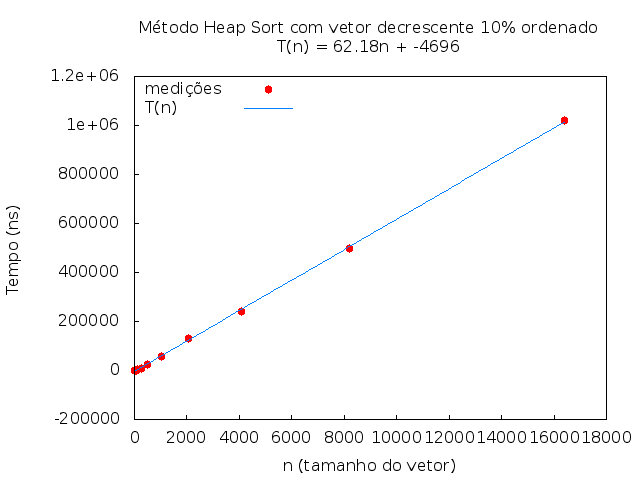 Método Heap Sort com vetor decrescente 10% ordenado
T(n) = 62.18n + -4696
medições
T(n)
1.2e+06
1e+06
800000
600000
400000
200000
0
-200000
Tempo (ns)
0 2000 4000 6000 8000 10000 12000 14000 16000 18000
n (tamanho do vetor)